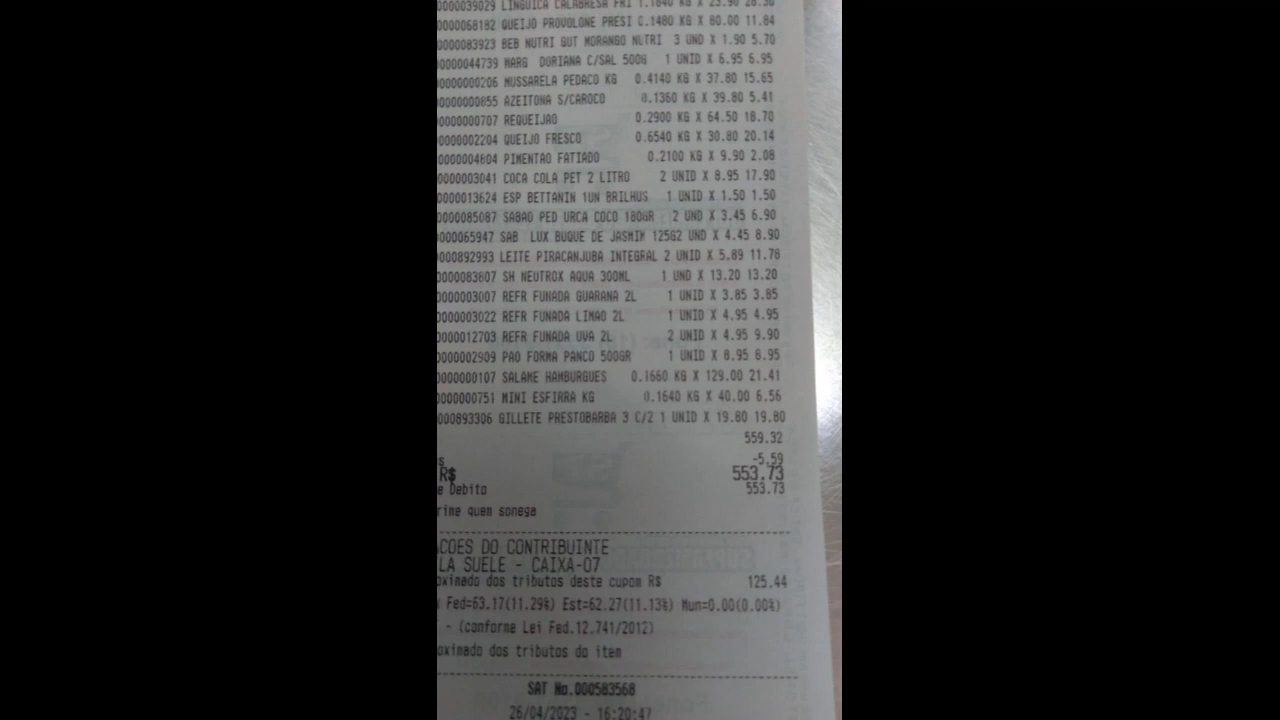 0000039029 LINGUICA CALABRESA FRI 1.1840 KG X 23.90 28.30
0000068182 QUEIJO PROVOLONE PRESI 0.1480 KG X 80.00 11.84
0000083923 BEB NUTRI GUT MORANGO NUTRI 3 UND X 1.90 5.70
0000044739 MARG DORIANA C/SAL 500G 1 UNID X 6.95 6.95
0000000206 MUSSARELA PEDACO KG 0.4140 KG X 37.80 15.65
0000000855 AZEITONA S/CAROCO 0.1360 KG X 39.80 5.41
0000000707 REQUEIJAO 0.2900 KG X 64.50 18.70
0000002204 QUEIJO FRESCO 0.6540 KG X 30.80 20.14
0000004804 PIMENTAO FATIADO 0.2100 KG X 9.90 2.08
0000003041 COCA COLA PET 2 LITRO 2 UNID X 8.95 17.90
0000013624 ESP BETTANIN 1UN BRILHUS 1 UNID X 1.50 1.50
0000085087 SABAO PED URCA COCO 180GR 2 UND X 3.45 6.90
0000065947 SAB LUX BUQUE DE JASMIM 125G2 UND X 4.45 8.90
0000892993 LEITE PIRACANJUBA INTEGRAL 2 UNID X 5.89 11.78
0000083807 SH NEUTROX AQUA 300ML 1 UND X 13.20 13.20
0000003007 REFR FUNADA GUARANA 2L 1 UNID X 3.85 3.85
0000003022 REFR FUNADA LIMAO 2L 1 UNID X 4.95 4.95
0000012703 REFR FUNADA UVA 2L 2 UNID X 4.95 9.90
0000002909 PAO FORMA PANCO 500GR 1 UNID X 8.95 8.95
0000000107 SALAME HAMBURGUES 0.1660 KG X 129.00 21.41
0000000751 MINI ESFIRRA KG 0.1640 KG X 40.00 6.56
0000893306 GILLETE PRESTOBARBA 3 C/2 1 UNID X 19.80 19.80
559.32
s -5.59
R$ 553.73
e Debito 553.73
rime quem sonega
ACOES DO CONTRIBUINTE
LA SUELE - CAIXA-07
oximado dos tributos deste cupom R$ 125.44
Fed=63.17(11.29%) Est=62.27(11.13%) Mun=0.00(0.00%)
- (conforme Lei Fed.12.741/2012)
oximado dos tributos do item
SAT No.000583568
26/04/2023 - 16:20:47